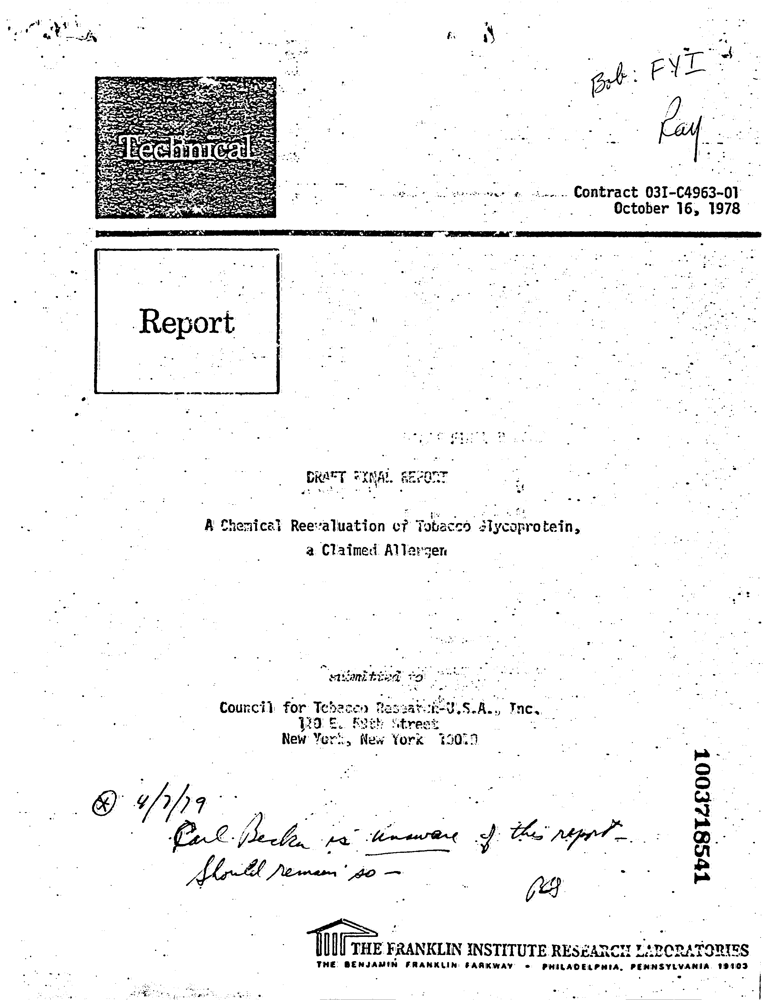 Bob: FYI
Ray
Technical
Contract 03I-C4963-01
October 16, 1978
Report
DRAFT FINAL REPORT
A Chemical Reevaluation of Tobacco Glycoprotein,
a Claimed Allergen
submitted to
Council for Tobacco Research-U.S.A., Inc.
110 E. 59th Street
New York, New York 10022
1003718541
4/7/79
Carl Becker is unaware of this report -
Should remain so -
THE FRANKLIN INSTITUTE RESEARCH LABORATORIES
THE BENJAMIN FRANKLIN PARKWAY • PHILADELPHIA, PENNSYLVANIA 19103